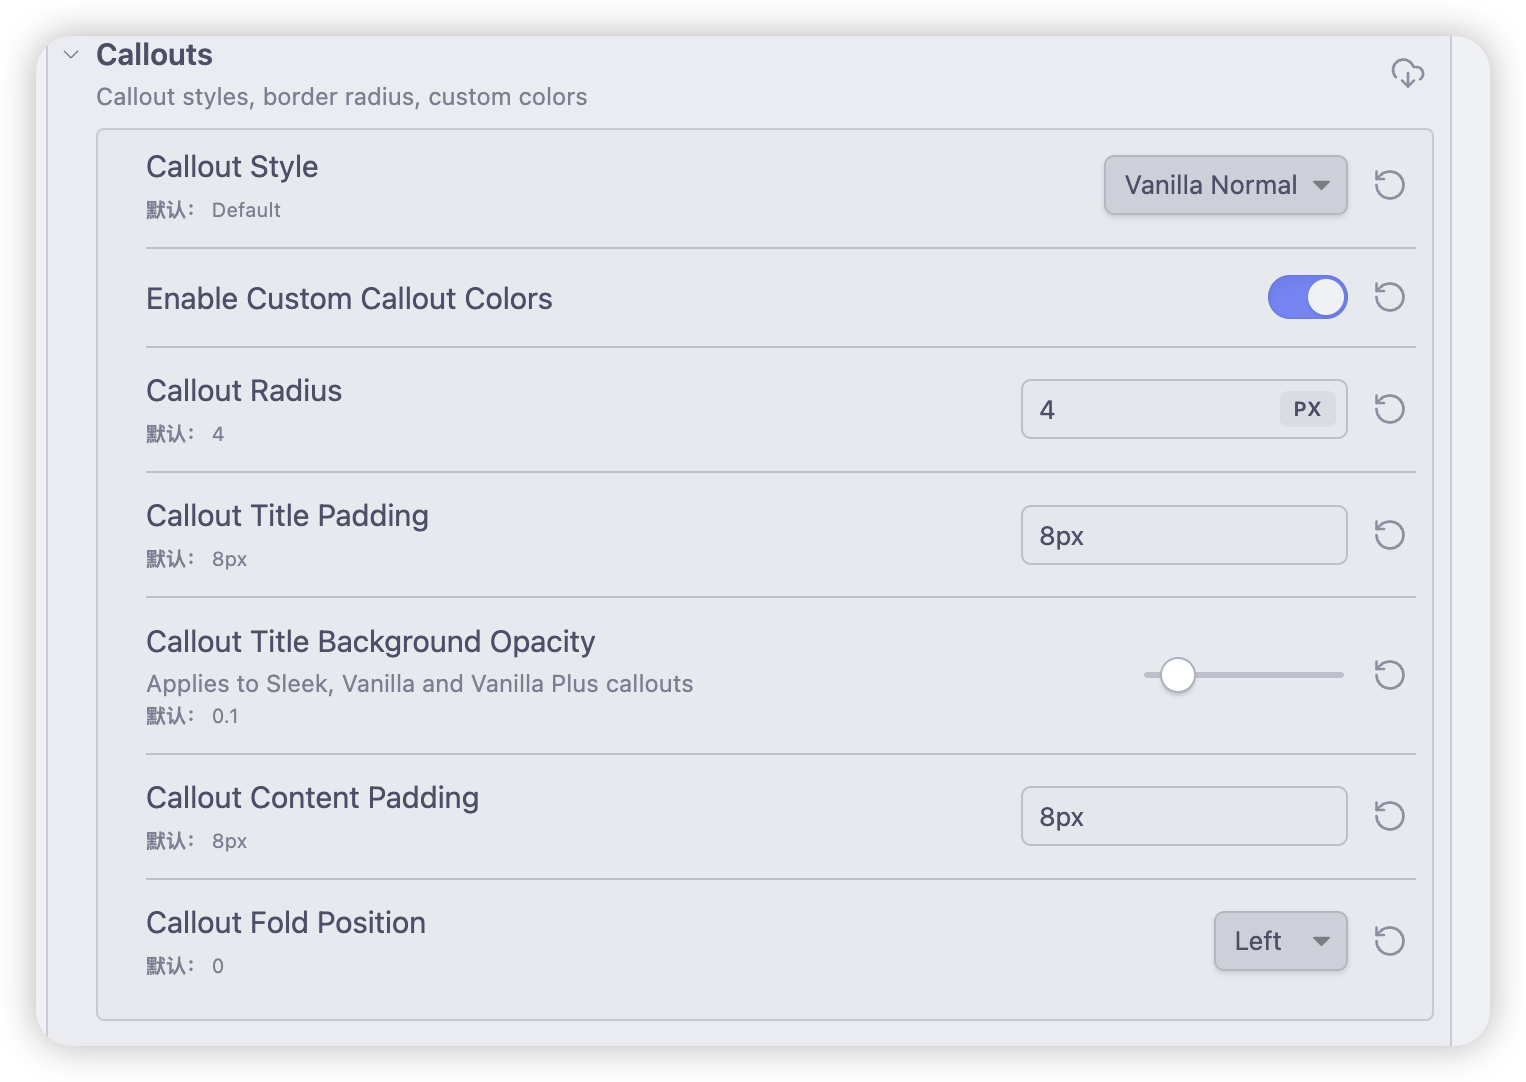 Callouts
Callout styles, border radius, custom colors
Callout Style
Vanilla Normal
默认： Default
Enable Custom Callout Colors
Callout Radius
4 PX
默认： 4
Callout Title Padding
8px
默认： 8px
Callout Title Background Opacity
Applies to Sleek, Vanilla and Vanilla Plus callouts
默认： 0.1
Callout Content Padding
8px
默认： 8px
Callout Fold Position
Left
默认： 0